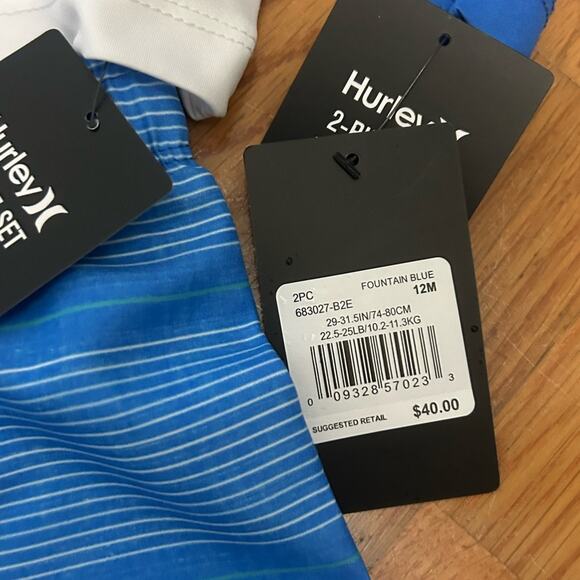 Hurley
SET
Hurley
2-
2PC
FOUNTAIN BLUE
683027-B2E
12M
29-31.5IN/74-80CM
22.5-25LB/10.2-11.3KG
0 09328 57023 3
SUGGESTED RETAIL
$40.00